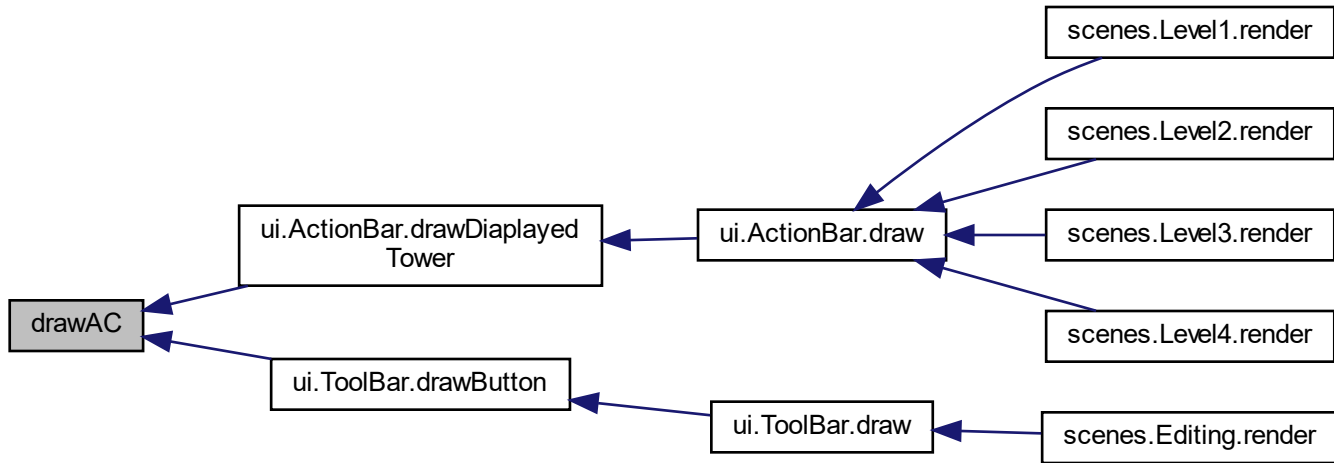 scenes.Level1.render
scenes.Level2.render
ui.ActionBar.drawDiaplayed
Tower
ui.ActionBar.draw
scenes.Level3.render
drawAC
scenes.Level4.render
ui.ToolBar.drawButton
ui.ToolBar.draw
scenes.Editing.render